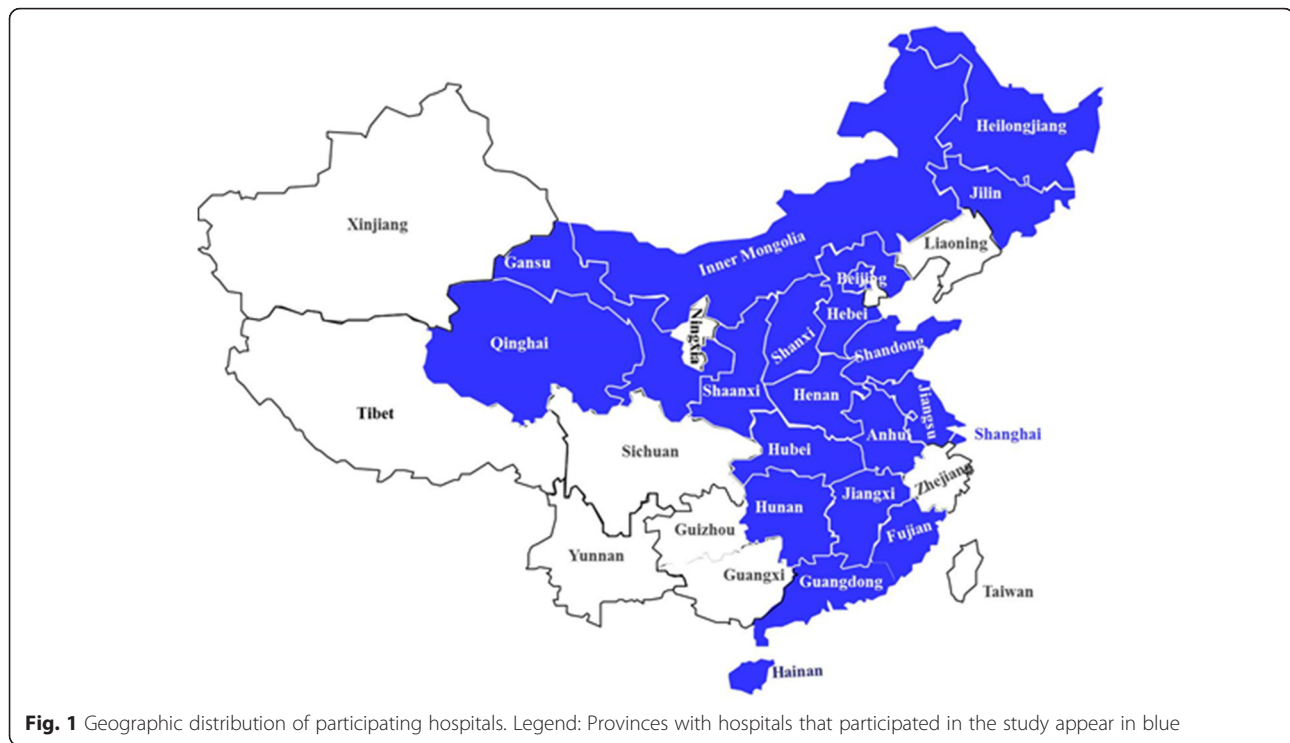 Heilongjiang
Jilin
Xinjiang
Liaoning
Inner Mongolia
Gansu
Beijing
Hebei
Ningxia
Qinghai
Shanxi
Shandong
Shaanxi
Henan
Jiangsu
Tibet
Anhui
Shanghai
Sichuan
Hubei
Zhejiang
Jiangxi
Hunan
Guizhou
Fujian
Yunnan
Guangxi
Guangdong
Taiwan
Hainan
Fig. 1 Geographic distribution of participating hospitals. Legend: Provinces with hospitals that participated in the study appear in blue